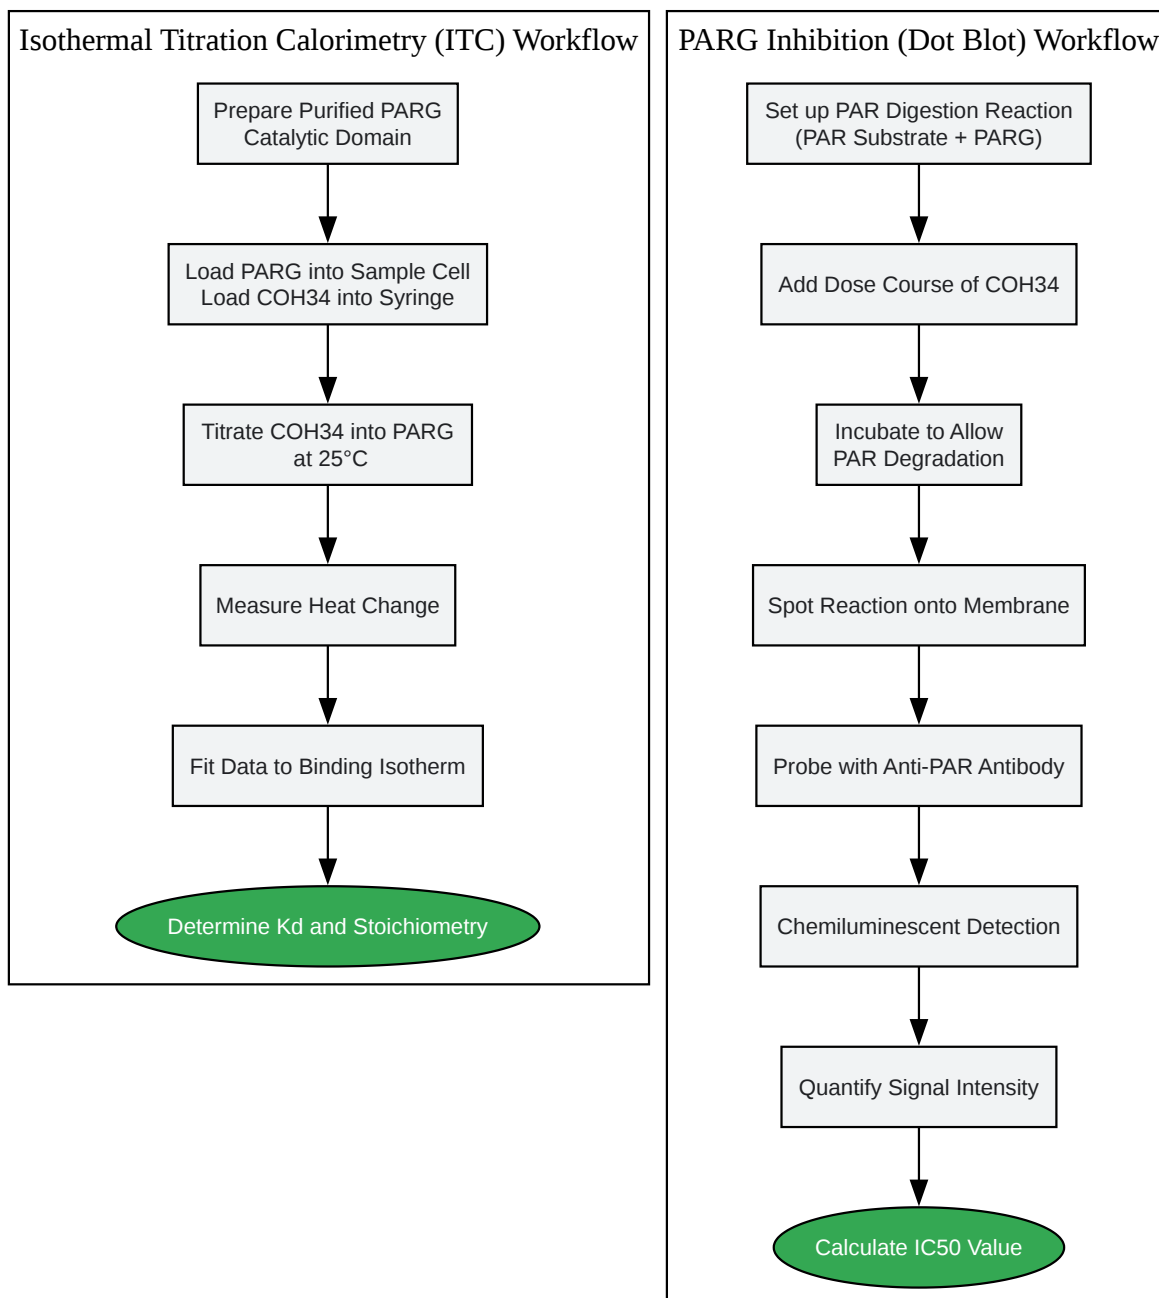 Isothermal Titration Calorimetry (ITC) Workflow
Prepare Purified PARG
Catalytic Domain
Load PARG into Sample Cell
Load COH34 into Syringe
Titrate COH34 into PARG
at 25°C
Measure Heat Change
Fit Data to Binding Isotherm
Determine Kd and Stoichiometry
PARG Inhibition (Dot Blot) Workflow
Set up PAR Digestion Reaction
(PAR Substrate + PARG)
Add Dose Course of COH34
Incubate to Allow
PAR Degradation
Spot Reaction onto Membrane
Probe with Anti-PAR Antibody
Chemiluminescent Detection
Quantify Signal Intensity
Calculate IC50 Value